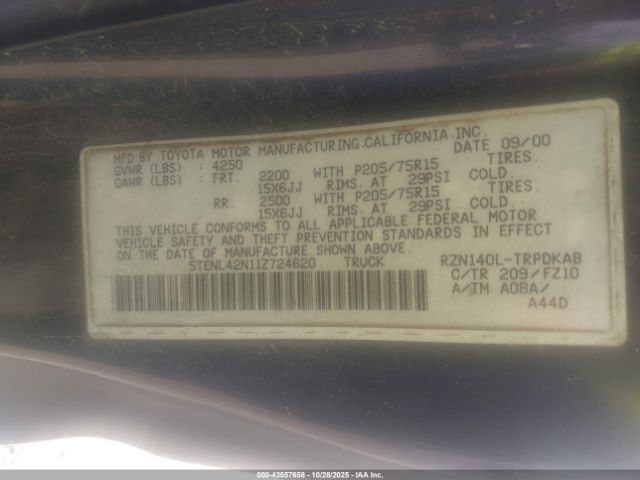 MFD BY TOYOTA MOTOR MANUFACTURING, CALIFORNIA, INC.
GVWR (LBS) : 4250 DATE 09/00
GAWR (LBS) : FRT. 2200 WITH P205/75R15 TIRES.
15X6JJ RIMS. AT 29PSI COLD.
RR. 2500 WITH P205/75R15 TIRES.
15X6JJ RIMS. AT 29PSI COLD.
THIS VEHICLE CONFORMS TO ALL APPLICABLE FEDERAL MOTOR
VEHICLE SAFETY AND THEFT PREVENTION STANDARDS IN EFFECT
ON THE DATE OF MANUFACTURE SHOWN ABOVE.
5TENL42N11Z724620 TRUCK RZN140L-TRPDKAB
C/TR 209/FZ10
A/TM A08A/
A44D
000-43557658 - 10/28/2025 - IAAI.COM